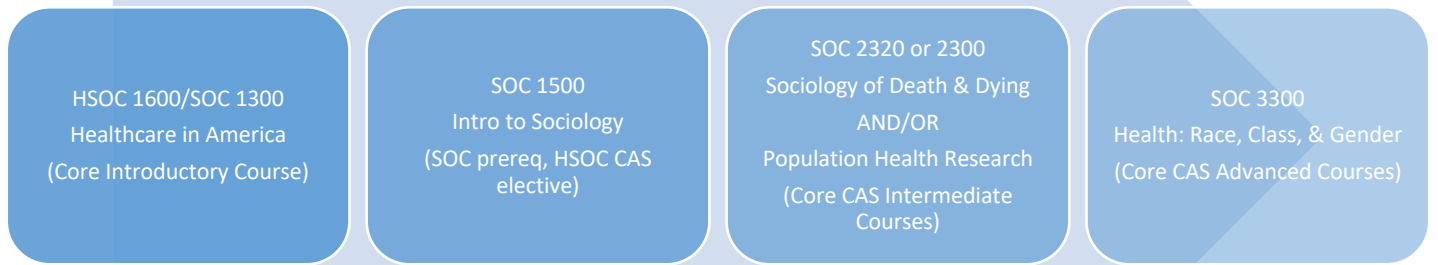 HSOC 1600/SOC 1300
Healthcare in America
(Core Introductory Course)
SOC 1500
Intro to Sociology
(SOC prereq, HSOC CAS
elective)
SOC 2320 or 2300
Sociology of Death & Dying
AND/OR
Population Health Research
(Core CAS Intermediate
Courses)
SOC 3300
Health: Race, Class, & Gender
(Core CAS Advanced Courses)